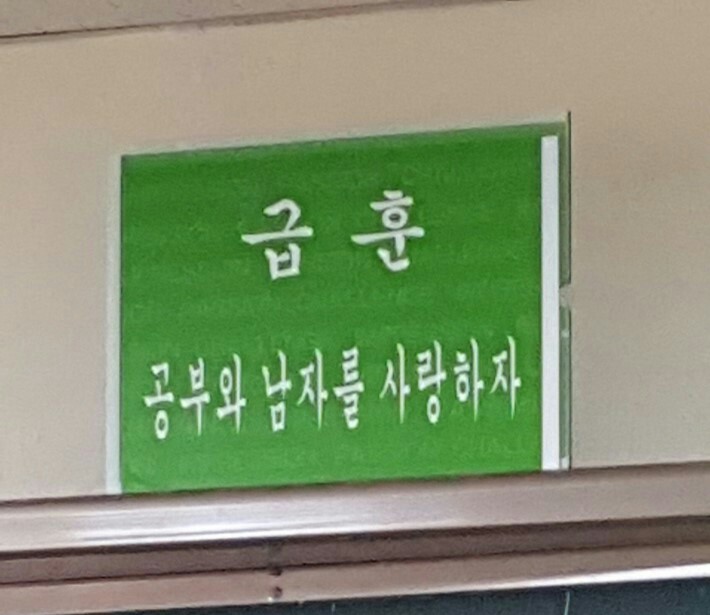 급 훈
공부와 남자를 사랑하자